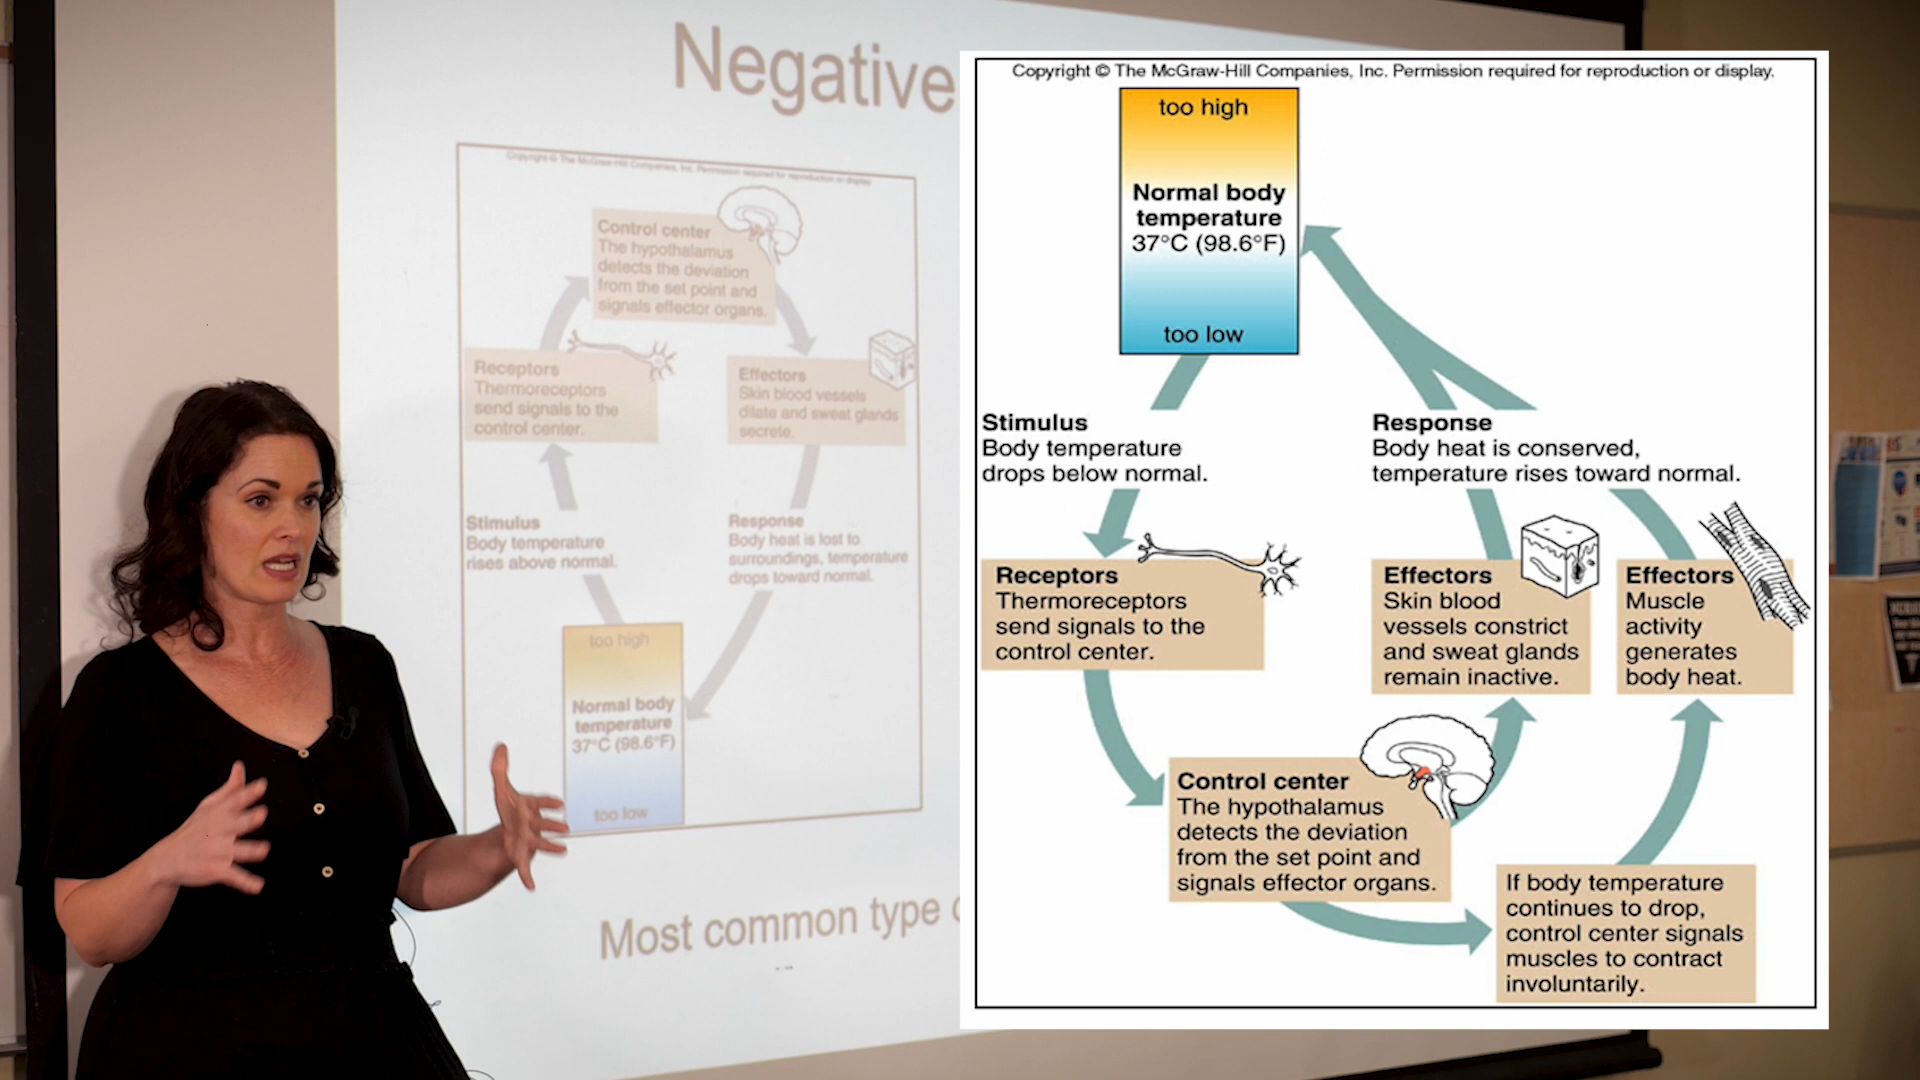 Negative
Copyright © The McGraw-Hill Companies, Inc. Permission required for reproduction or display.
Control center
The hypothalamus
detects the deviation
from the set point and
signals effector organs.
Receptors
Thermoreceptors
send signals to the
control center.
Effectors
Skin blood vessels
dilate and sweat glands
secrete.
Stimulus
Body temperature
rises above normal.
Response
Body heat is lost to
surroundings, temperature
drops toward normal.
too high
Normal body
temperature
37°C (98.6°F)
too low
Most common type
Copyright © The McGraw-Hill Companies, Inc. Permission required for reproduction or display.
too high
Normal body
temperature
37°C (98.6°F)
too low
Stimulus
Body temperature
drops below normal.
Response
Body heat is conserved,
temperature rises toward normal.
Receptors
Thermoreceptors
send signals to the
control center.
Effectors
Skin blood
vessels constrict
and sweat glands
remain inactive.
Effectors
Muscle
activity
generates
body heat.
Control center
The hypothalamus
detects the deviation
from the set point and
signals effector organs.
If body temperature
continues to drop,
control center signals
muscles to contract
involuntarily.